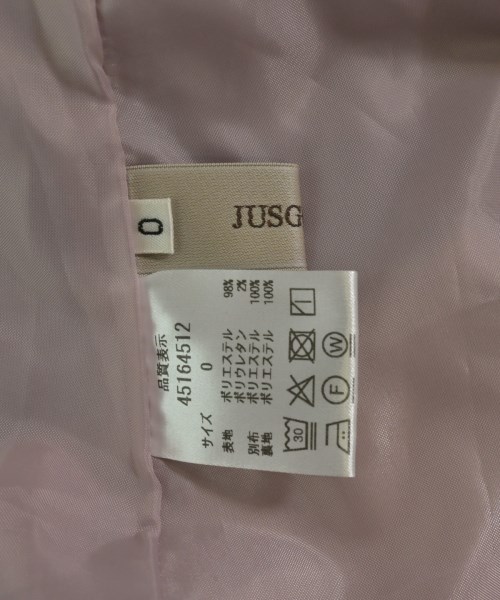 JUSG
0
品質表示
45164512
サイズ 0
表地 ポリエステル 98%
ポリウレタン 2%
別布 ポリエステル 100%
裏地 ポリエステル 100%
30
F W